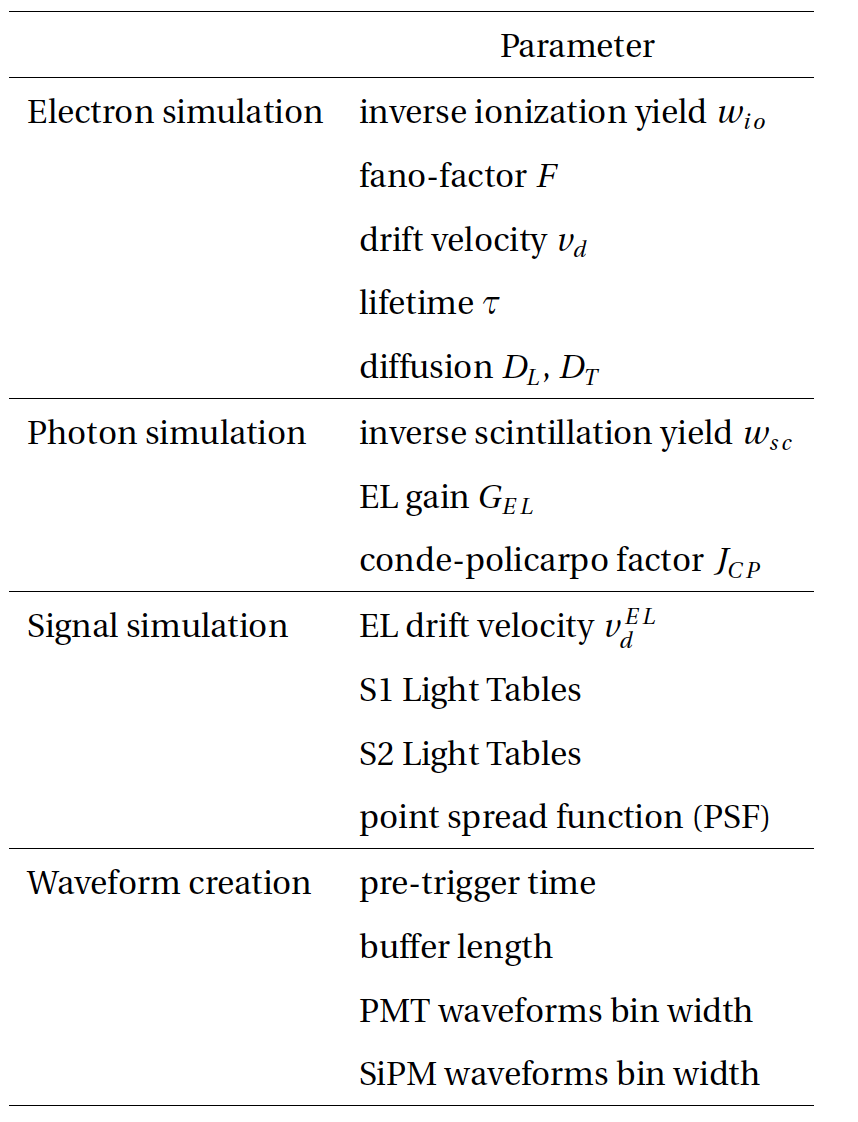 Parameter
Electron simulation inverse ionization yield w_{io}
fano-factor F
drift velocity v_d
lifetime τ
diffusion D_L, D_T
Photon simulation inverse scintillation yield w_{sc}
EL gain G_{EL}
conde-policarpo factor J_{CP}
Signal simulation EL drift velocity v_d^{EL}
S1 Light Tables
S2 Light Tables
point spread function (PSF)
Waveform creation pre-trigger time
buffer length
PMT waveforms bin width
SiPM waveforms bin width